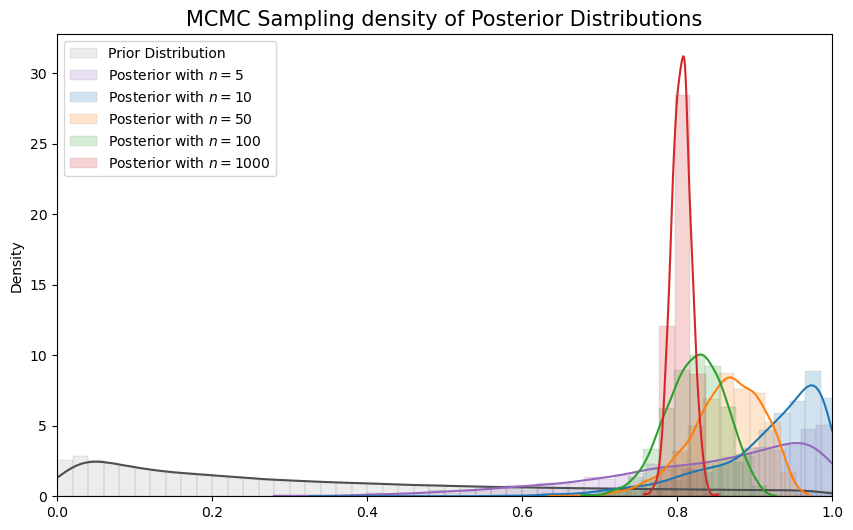 MCMC Sampling density of Posterior Distributions
Prior Distribution
Posterior with n = 5
Posterior with n = 10
Posterior with n = 50
Posterior with n = 100
Posterior with n = 1000
Density
30
25
20
15
10
5
0
0.0 0.2 0.4 0.6 0.8 1.0